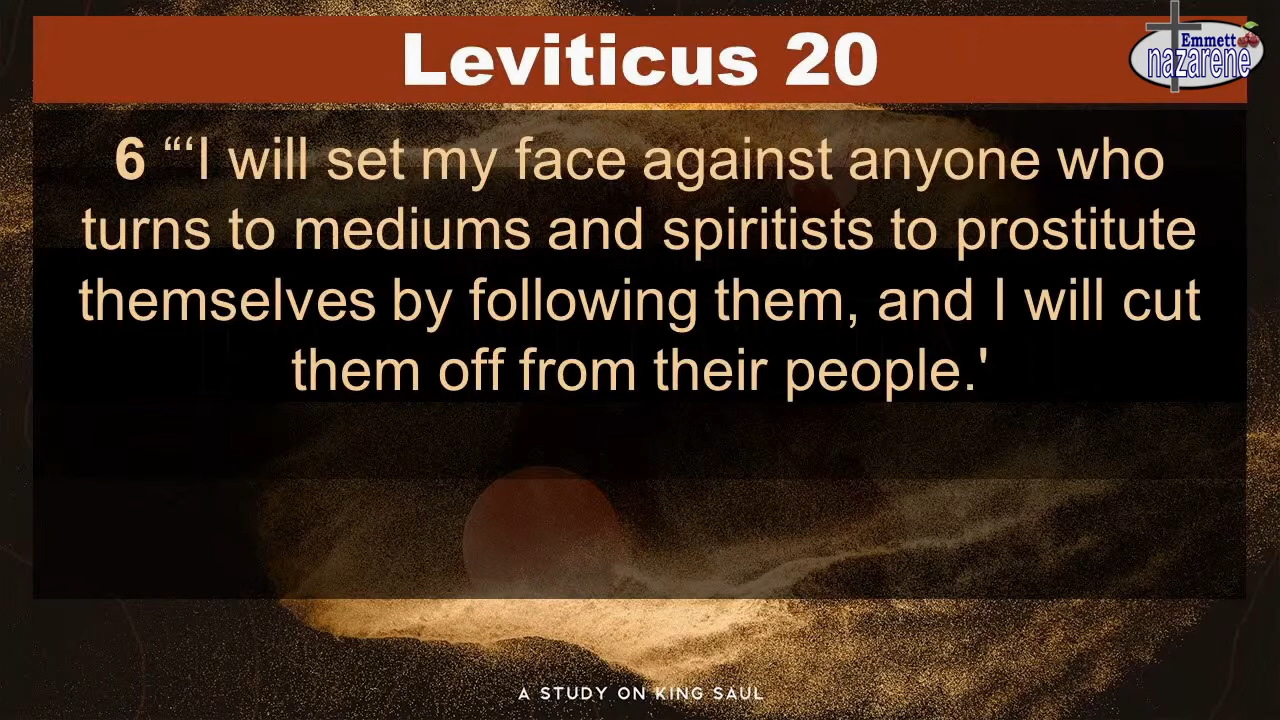 Leviticus 20
Emmett
nazarene
6 “‘I will set my face against anyone who
turns to mediums and spiritists to prostitute
themselves by following them, and I will cut
them off from their people.'
A STUDY ON KING SAUL